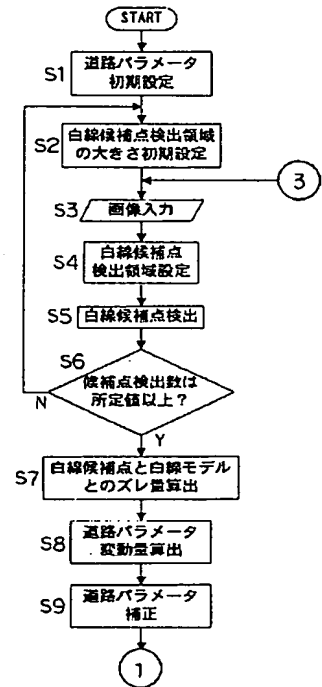 START
S1
道路パラメータ
初期設定
S2
白線候補点検出領域
の大きさ初期設定
3
S3
画像入力
S4
白線候補点
検出領域設定
S5
白線候補点検出
S6
候補点検出数は
所定値以上?
N
Y
S7
白線候補点と白線モデル
とのズレ量算出
S8
道路パラメータ
変動量算出
S9
道路パラメータ
補正
1